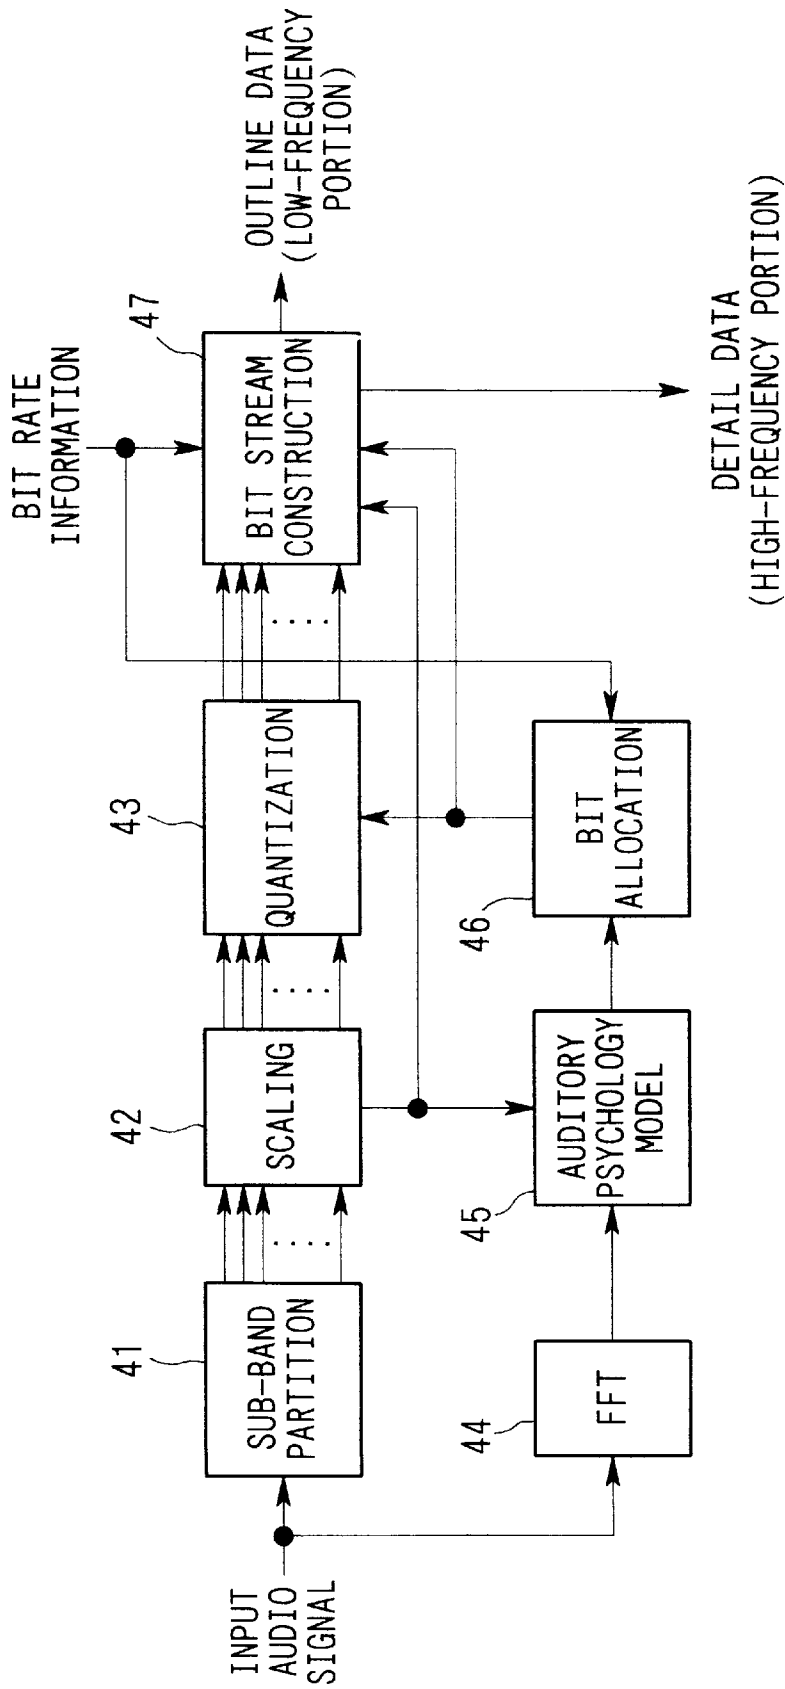 BIT RATE
INFORMATION
47
OUTLINE DATA
(LOW-FREQUENCY
PORTION)
INPUT
AUDIO
SIGNAL
41
SUB-BAND
PARTITION
42
SCALING
43
QUANTIZATION
BIT STREAM
CONSTRUCTION
44
FFT
45
AUDITORY
PSYCHOLOGY
MODEL
46
BIT
ALLOCATION
DETAIL DATA
(HIGH-FREQUENCY PORTION)